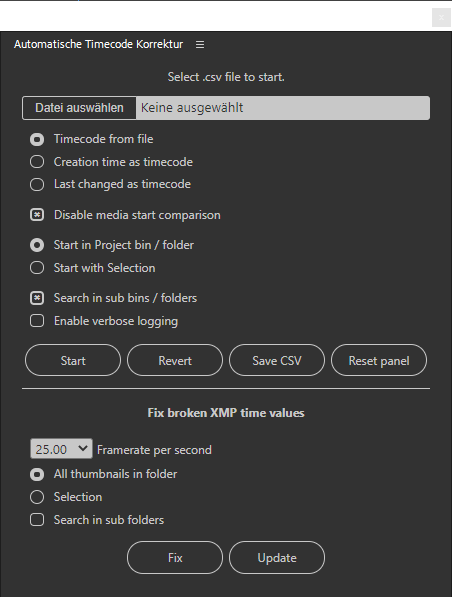 Automatische Timecode Korrektur
Select .csv file to start.
Datei auswählen Keine ausgewählt
Timecode from file
Creation time as timecode
Last changed as timecode
Disable media start comparison
Start in Project bin / folder
Start with Selection
Search in sub bins / folders
Enable verbose logging
Start Revert Save CSV Reset panel
Fix broken XMP time values
25.00 Framerate per second
All thumbnails in folder
Selection
Search in sub folders
Fix Update